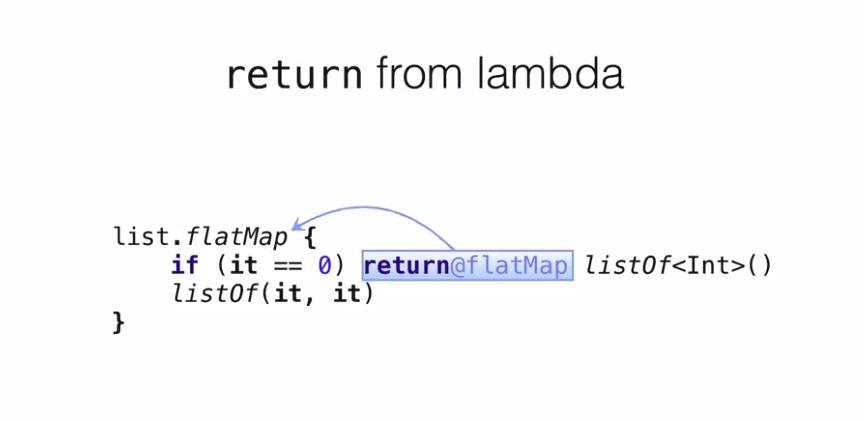 return from lambda
list.flatMap {
    if (it == 0) return@flatMap listOf<Int>()
    listOf(it, it)
}